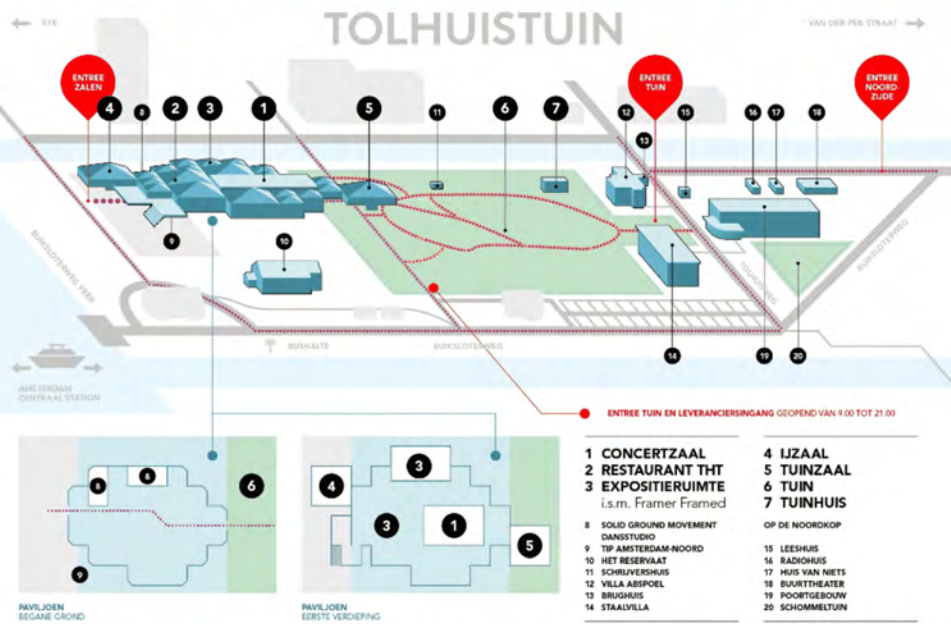 TOLHUISTUIN
EYE
VAN DER PEK STRAAT
ENTREE
ZALEN
ENTREE
TUIN
ENTREE
NOORD-
ZIJDE
4
8
2
3
1
5
11
6
7
12
13
15
16
17
18
9
10
14
19
20
BUIKSLOTERWEG PEER
TOLHUISWEG
BUIKSLOTERWEG
BUSHALTE
BUIKSLOTERWEG
AMSTERDAM
CENTRAAL STATION
ENTREE TUIN EN LEVERANCIERSINGANG GEOPEND VAN 9.00 TOT 21.00
8
8
6
9
PAVILJOEN
BEGANE GROND
3
4
3
1
5
PAVILJOEN
EERSTE VERDIEPING
1 CONCERTZAAL
2 RESTAURANT THT
3 EXPOSITIERUIMTE
i.s.m. Framer Framed
8 SOLID GROUND MOVEMENT
DANSSTUDIO
9 TIP AMSTERDAM-NOORD
10 HET RESERVAAT
11 SCHRIJVERSHUIS
12 VILLA ABSPOEL
13 BRUGHUIS
14 STAALVILLA
4 IJZAAL
5 TUINZAAL
6 TUIN
7 TUINHUIS
OP DE NOORDKOP
15 LEESHUIS
16 RADIOHUIS
17 HUIS VAN NIETS
18 BUURTTHEATER
19 POORTGEBOUW
20 SCHOMMELTUIN